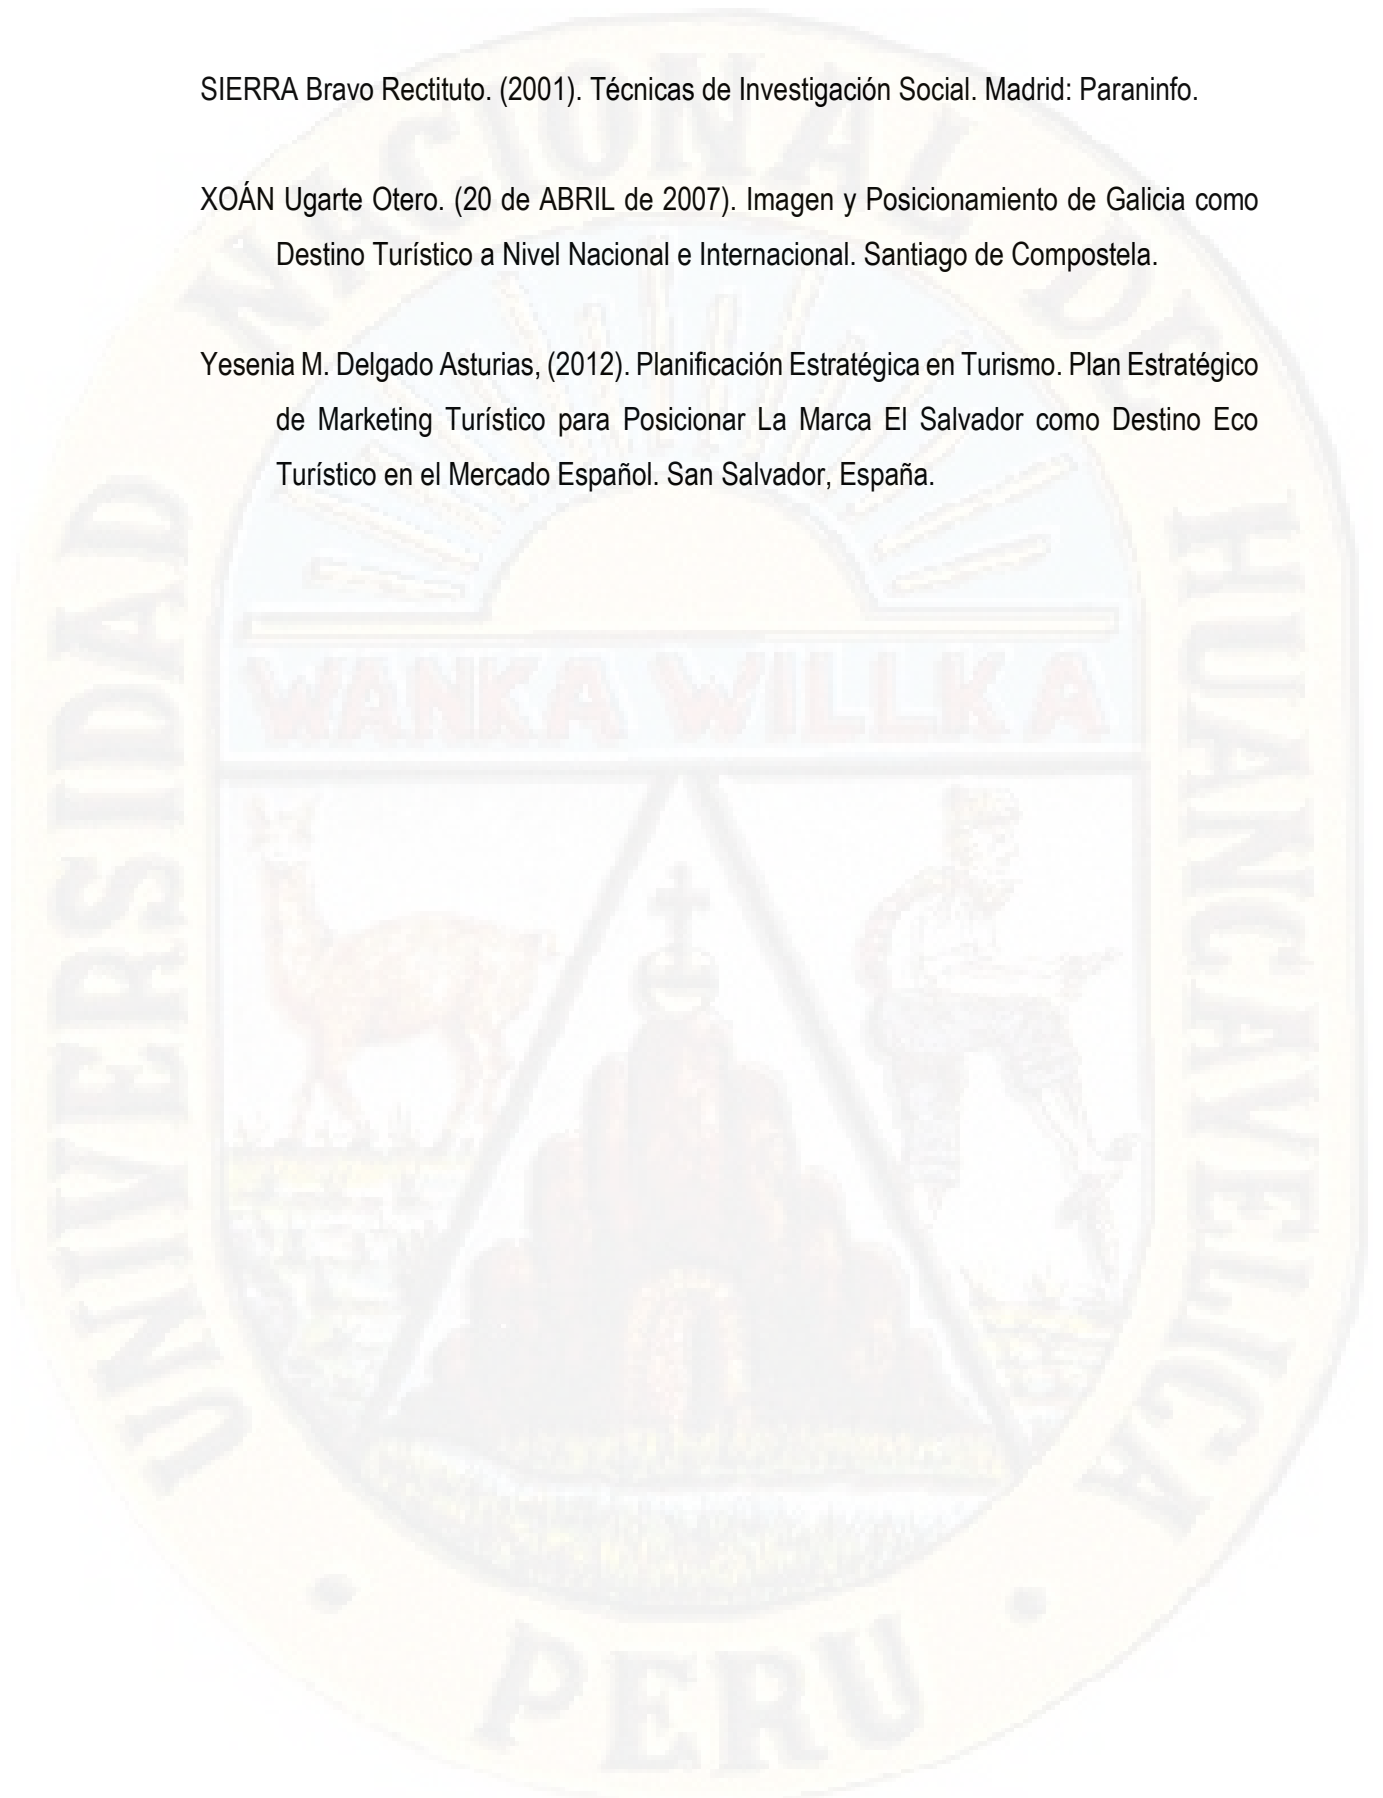 SIERRA Bravo Rectituto. (2001). Técnicas de Investigación Social. Madrid: Paraninfo.
XOÁN Ugarte Otero. (20 de ABRIL de 2007). Imagen y Posicionamiento de Galicia como
Destino Turístico a Nivel Nacional e Internacional. Santiago de Compostela.
Yesenia M. Delgado Asturias, (2012). Planificación Estratégica en Turismo. Plan Estratégico
de Marketing Turístico para Posicionar La Marca El Salvador como Destino Eco
Turístico en el Mercado Español. San Salvador, España.
UNIVERSIDAD NACIONAL DE HUANCAVELICA
WANKA WILLKA
• PERU •